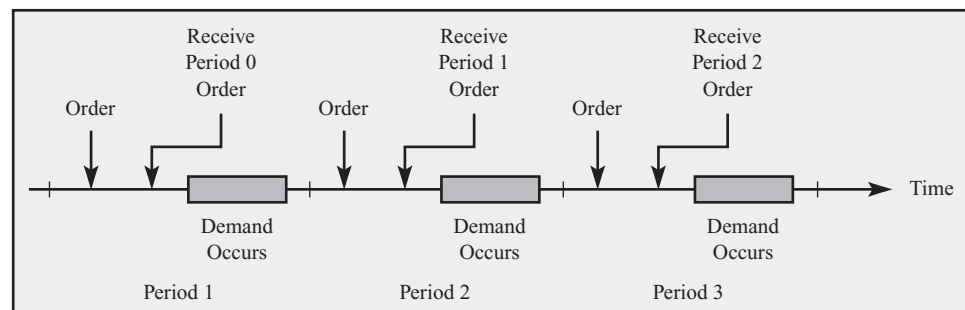 Receive
Period 0
Order
Receive
Period 1
Order
Receive
Period 2
Order
Order
Order
Order
Time
Demand
Occurs
Demand
Occurs
Demand
Occurs
Period 1
Period 2
Period 3